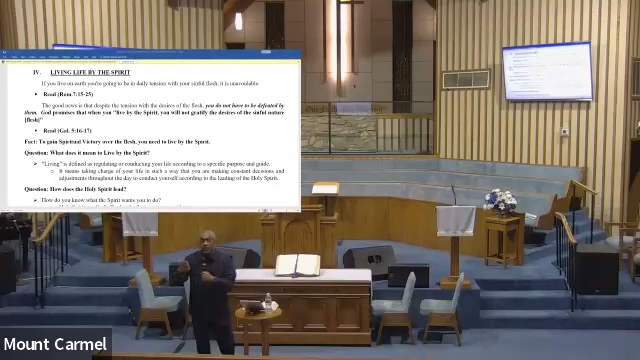 IV. LIVING LIFE BY THE SPIRIT
If you live on earth you're going to be in daily tension with your sinful flesh, it is unavoidable.
• Read (Rom.7:15-25)
The good news is that despite the tension with the desires of the flesh, you do not have to be defeated by
them. God promises that when you "live by the Spirit, you will not gratify the desires of the sinful nature
[flesh]"
• Read (Gal. 5:16-17)
Fact: To gain Spiritual Victory over the flesh, you need to live by the Spirit.
Question: What does it mean to Live by the Spirit?
➢ "Living" is defined as regulating or conducting your life according to a specific purpose and guide.
o It means taking charge of your life in such a way that you are making constant decisions and
adjustments throughout the day to conduct yourself according to the leading of the Holy Spirit.
Question: How does the Holy Spirit lead?
➢ How do you know what the Spirit wants you to do?
Mount Carmel